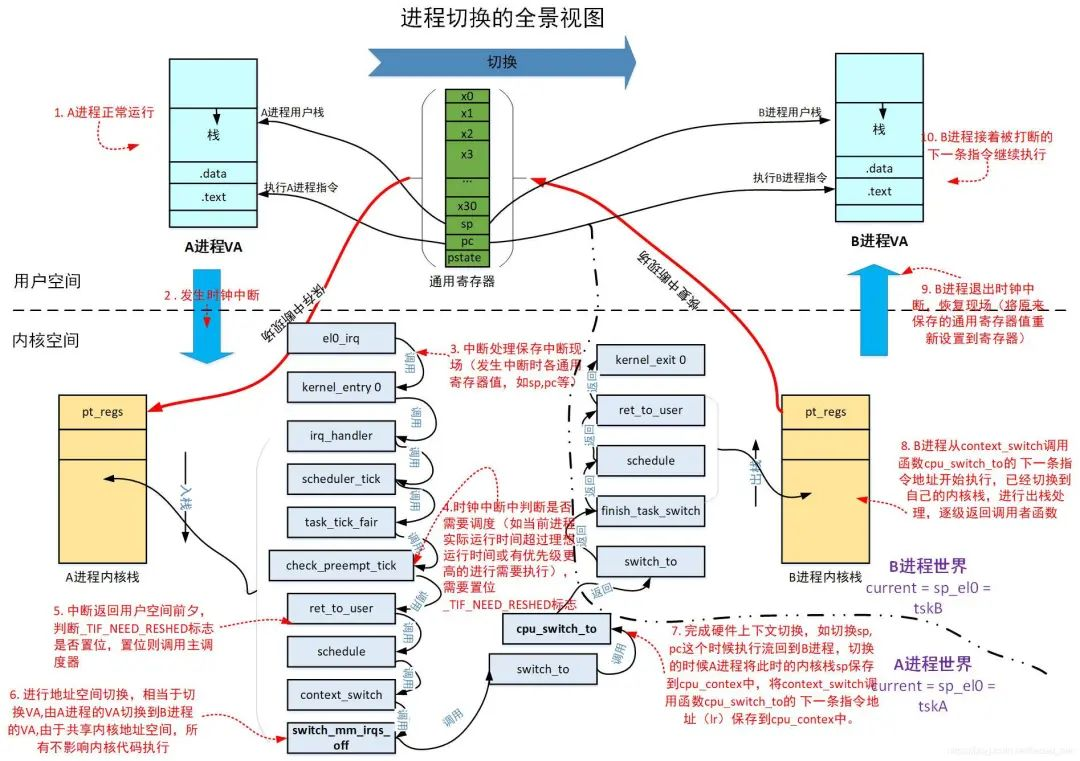 进程切换的全景视图
切换
x0
x1
x2
x3
...
x30
sp
pc
pstate
通用寄存器
1. A进程正常运行
栈
.data
.text
A进程VA
A进程用户栈
执行A进程指令
B进程用户栈
执行B进程指令
栈
.data
.text
B进程VA
10. B进程接着被打断的
下一条指令继续执行
用户空间
内核空间
2 . 发生时钟中断
保存中断现场
恢复中断现场
9. B进程退出时钟中
断，恢复现场（将原来
保存的通用寄存器值重
新设置到寄存器）
el0_irq
调用
kernel_entry 0
调用
irq_handler
调用
scheduler_tick
调用
task_tick_fair
调用
check_preempt_tick
调用
ret_to_user
调用
schedule
调用
context_switch
调用
switch_mm_irqs_
off
调用
switch_to
调用
cpu_switch_to
返回
switch_to
返回
finish_task_switch
返回
schedule
返回
ret_to_user
返回
kernel_exit 0
3. 中断处理保存中断现
场（发生中断时各通用
寄存器值，如sp,pc等）
4.时钟中断中判断是否
需要调度（如当前进程
实际运行时间超过理想
运行时间或有优先级更
高的进行需要执行），
需要置位
_TIF_NEED_RESHED标志
pt_regs
入栈
A进程内核栈
5. 中断返回用户空间前夕，
判断_TIF_NEED_RESHED标志
是否置位，置位则调用主调
度器
6. 进行地址空间切换，相当于切
换VA,由A进程的VA切换到B进程
的VA,由于共享内核地址空间，所
有不影响内核代码执行
7. 完成硬件上下文切换，如切换sp,
pc这个时候执行流回到B进程，切换
的时候A进程将此时的内核栈sp保存
到cpu_contex中，将context_switch调
用函数cpu_switch_to的 下一条指令地
址（lr）保存到cpu_contex中。
pt_regs
出栈
B进程内核栈
8. B进程从context_switch调用
函数cpu_switch_to的 下一条指
令地址开始执行，已经切换到
自己的内核栈，进行出栈处
理，逐级返回调用者函数
B进程世界
current = sp_el0 =
tskB
A进程世界
current = sp_el0 =
tskA